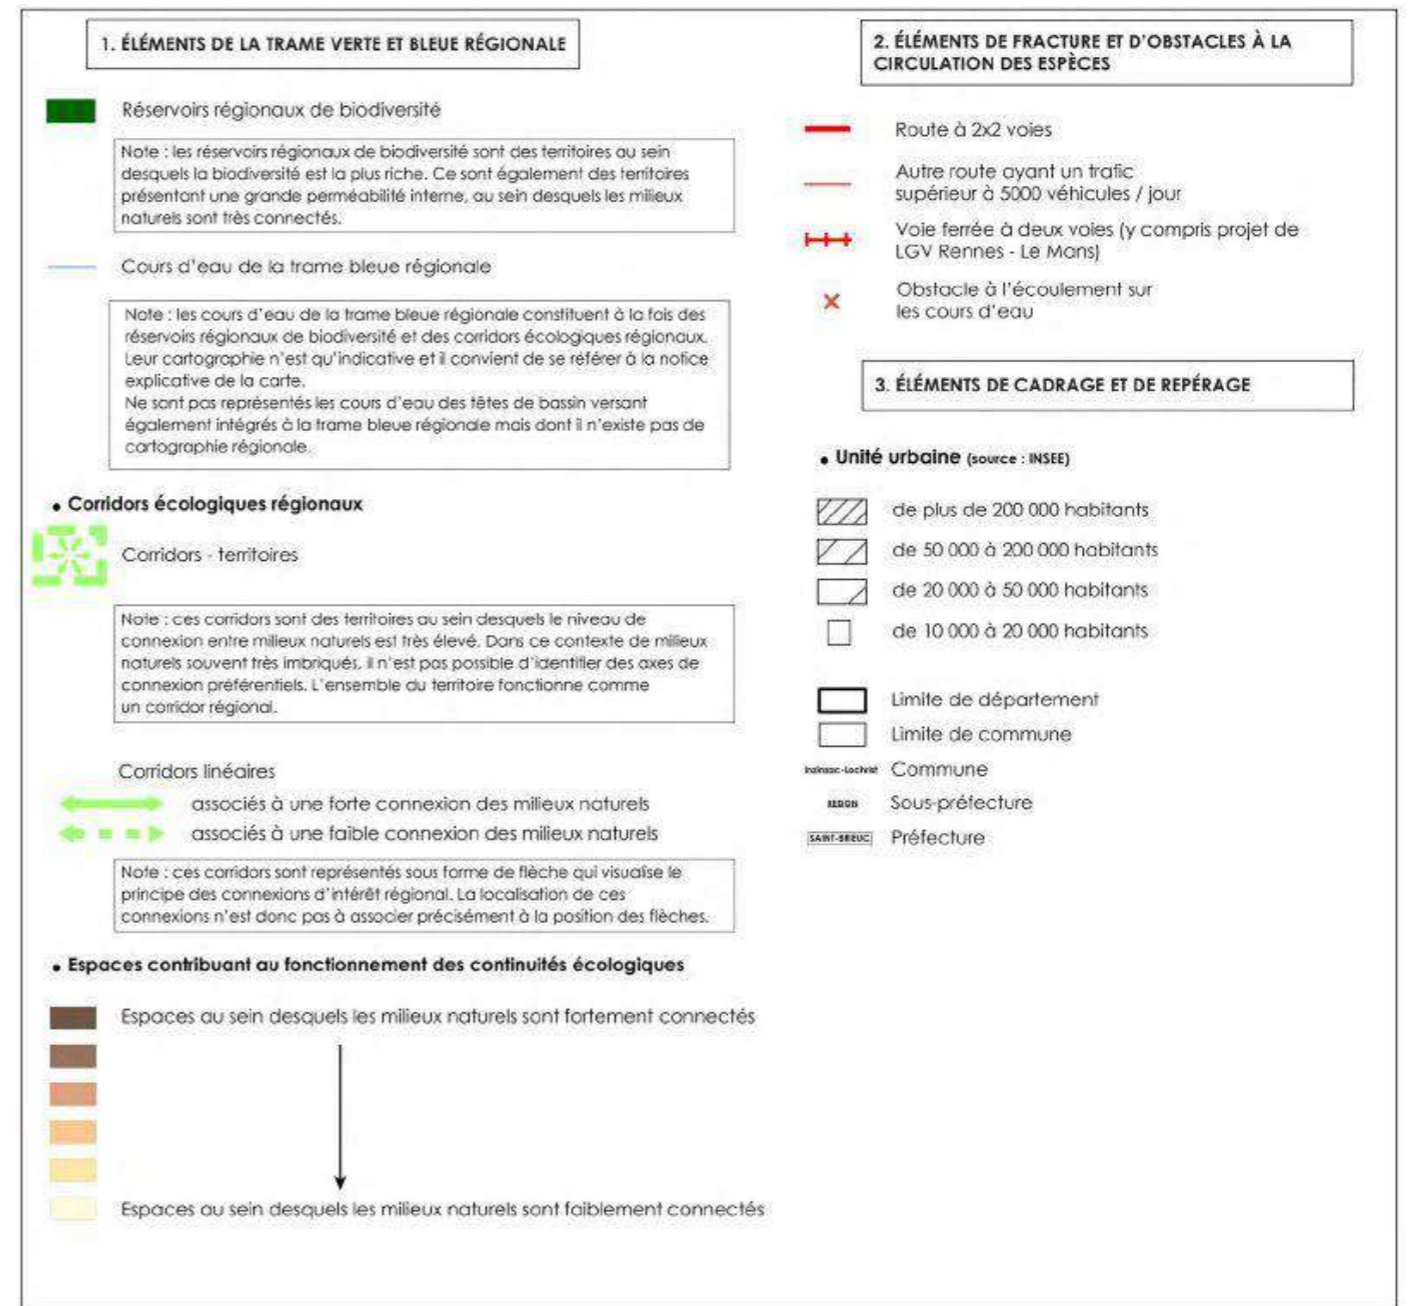 1. ÉLÉMENTS DE LA TRAME VERTE ET BLEUE RÉGIONALE
Réservoirs régionaux de biodiversité
Note : les réservoirs régionaux de biodiversité sont des territoires au sein
desquels la biodiversité est la plus riche. Ce sont également des territoires
présentant une grande perméabilité interne, au sein desquels les milieux
naturels sont très connectés.
Cours d'eau de la trame bleue régionale
Note : les cours d'eau de la trame bleue régionale constituent à la fois des
réservoirs régionaux de biodiversité et des corridors écologiques régionaux.
Leur cartographie n'est qu'indicative et il convient de se référer à la notice
explicative de la carte.
Ne sont pas représentés les cours d'eau des têtes de bassin versant
également intégrés à la trame bleue régionale mais dont il n'existe pas de
cartographie régionale.
• Corridors écologiques régionaux
Corridors - territoires
Note : ces corridors sont des territoires au sein desquels le niveau de
connexion entre milieux naturels est très élevé. Dans ce contexte de milieux
naturels souvent très imbriqués, il n'est pas possible d'identifier des axes de
connexion préférentiels. L'ensemble du territoire fonctionne comme
un corridor régional.
Corridors linéaires
associés à une forte connexion des milieux naturels
associés à une faible connexion des milieux naturels
Note : ces corridors sont représentés sous forme de flèche qui visualise le
principe des connexions d'intérêt régional. La localisation de ces
connexions n'est donc pas à associer précisément à la position des flèches.
• Espaces contribuant au fonctionnement des continuités écologiques
Espaces au sein desquels les milieux naturels sont fortement connectés
Espaces au sein desquels les milieux naturels sont faiblement connectés
2. ÉLÉMENTS DE FRACTURE ET D'OBSTACLES À LA
CIRCULATION DES ESPÈCES
Route à 2x2 voies
Autre route ayant un trafic
supérieur à 5000 véhicules / jour
Voie ferrée à deux voies (y compris projet de
LGV Rennes - Le Mans)
Obstacle à l'écoulement sur
les cours d'eau
3. ÉLÉMENTS DE CADRAGE ET DE REPÉRAGE
• Unité urbaine (source : INSEE)
de plus de 200 000 habitants
de 50 000 à 200 000 habitants
de 20 000 à 50 000 habitants
de 10 000 à 20 000 habitants
Limite de département
Limite de commune
Inzinzac-Lochrist Commune
REDON Sous-préfecture
SAINT-BRIEUC Préfecture